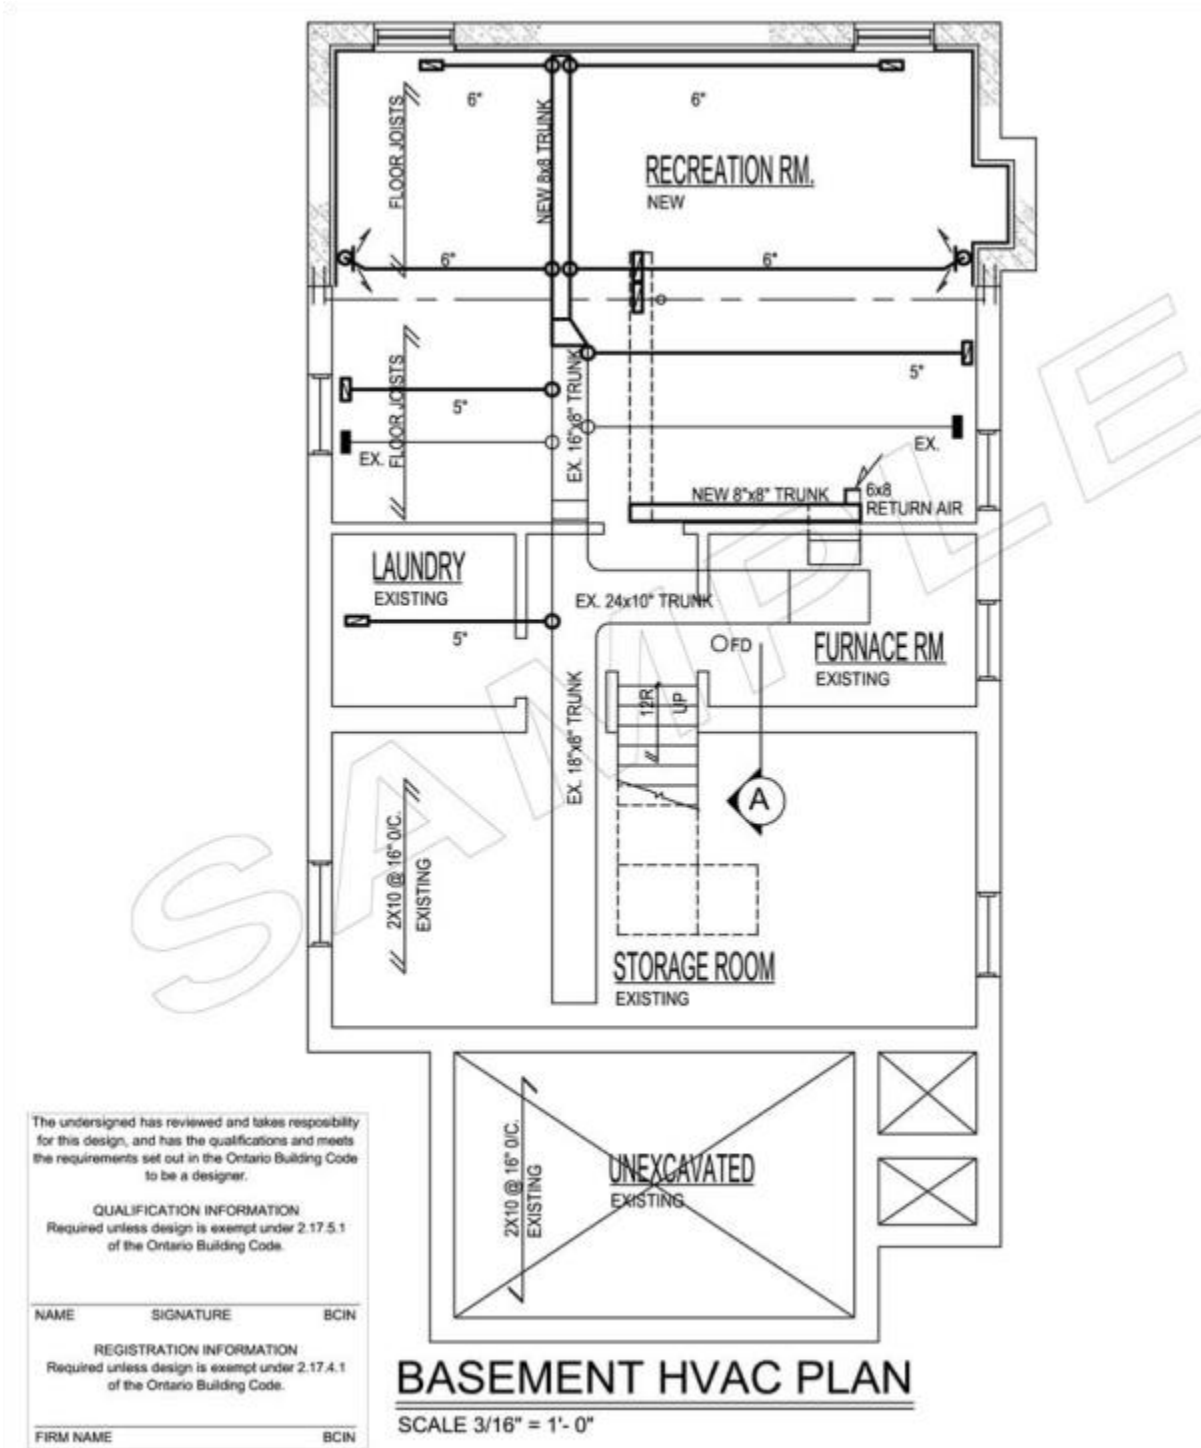 6"
6"
FLOOR JOISTS
NEW 8x8 TRUNK
RECREATION RM.
NEW
6"
6"
FLOOR JOISTS
5"
5"
EX. 16"x8" TRUNK
EX.
EX.
NEW 8"x8" TRUNK
6x8
RETURN AIR
LAUNDRY
EXISTING
5"
EX. 24x10" TRUNK
FD
FURNACE RM
EXISTING
12R
UP
EX. 18"x8" TRUNK
A
2X10 @ 16" O/C.
EXISTING
STORAGE ROOM
EXISTING
SAMPLE
2X10 @ 16" O/C.
EXISTING
UNEXCAVATED
EXISTING
The undersigned has reviewed and takes resposibility
for this design, and has the qualifications and meets
the requirements set out in the Ontario Building Code
to be a designer.
QUALIFICATION INFORMATION
Required unless design is exempt under 2.17.5.1
of the Ontario Building Code.
NAME SIGNATURE BCIN
REGISTRATION INFORMATION
Required unless design is exempt under 2.17.4.1
of the Ontario Building Code.
FIRM NAME BCIN
BASEMENT HVAC PLAN
SCALE 3/16" = 1'- 0"